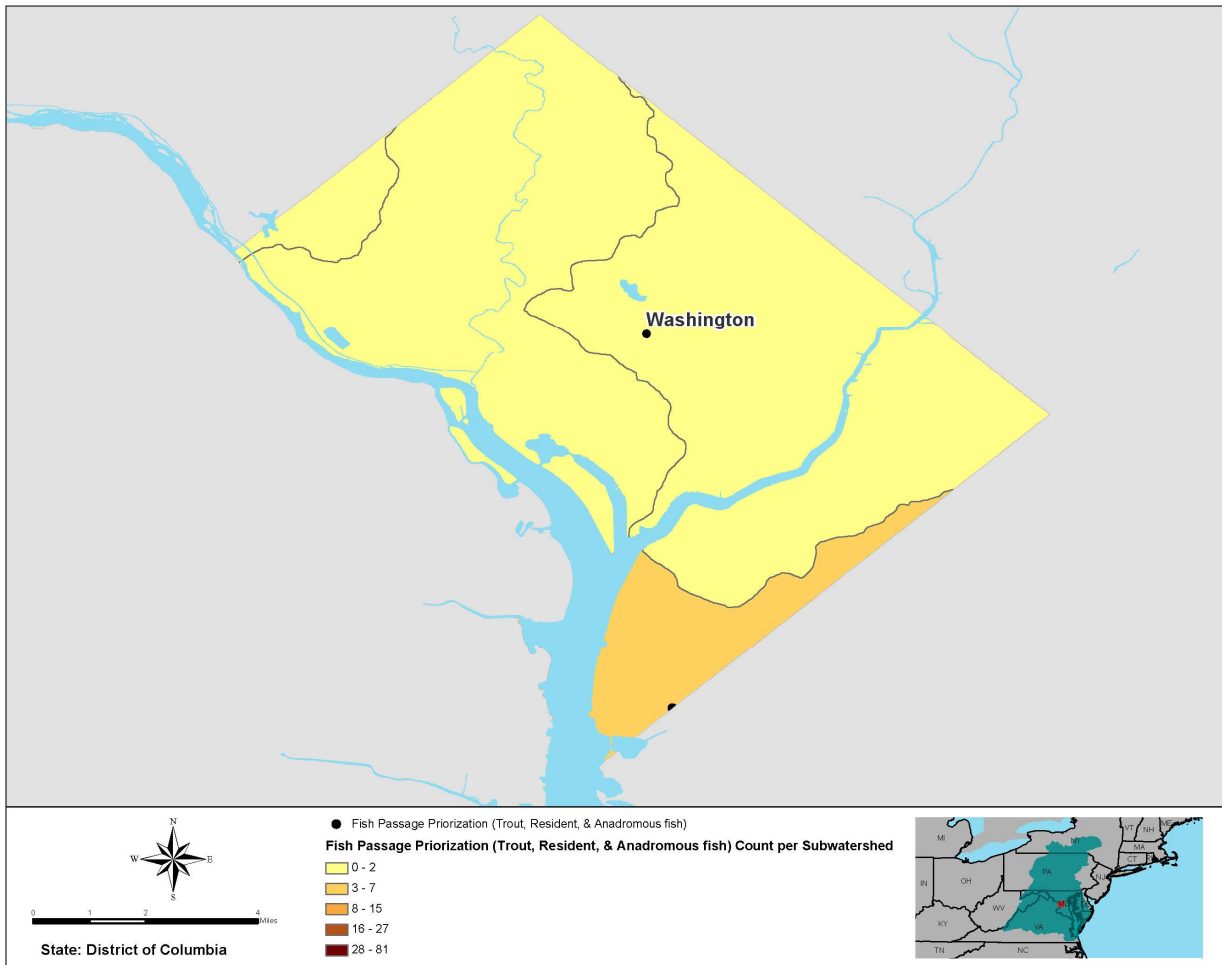 Washington
N
W
E
S
0
1
2
4
Miles
State: District of Columbia
Fish Passage Priorization (Trout, Resident, & Anadromous fish)
Fish Passage Priorization (Trout, Resident, & Anadromous fish) Count per Subwatershed
0 - 2
3 - 7
8 - 15
16 - 27
28 - 81
MI
VT
NH
ME
NY
MA
CT
IN
OH
PA
NJ
WV
KY
VA
TN
NC